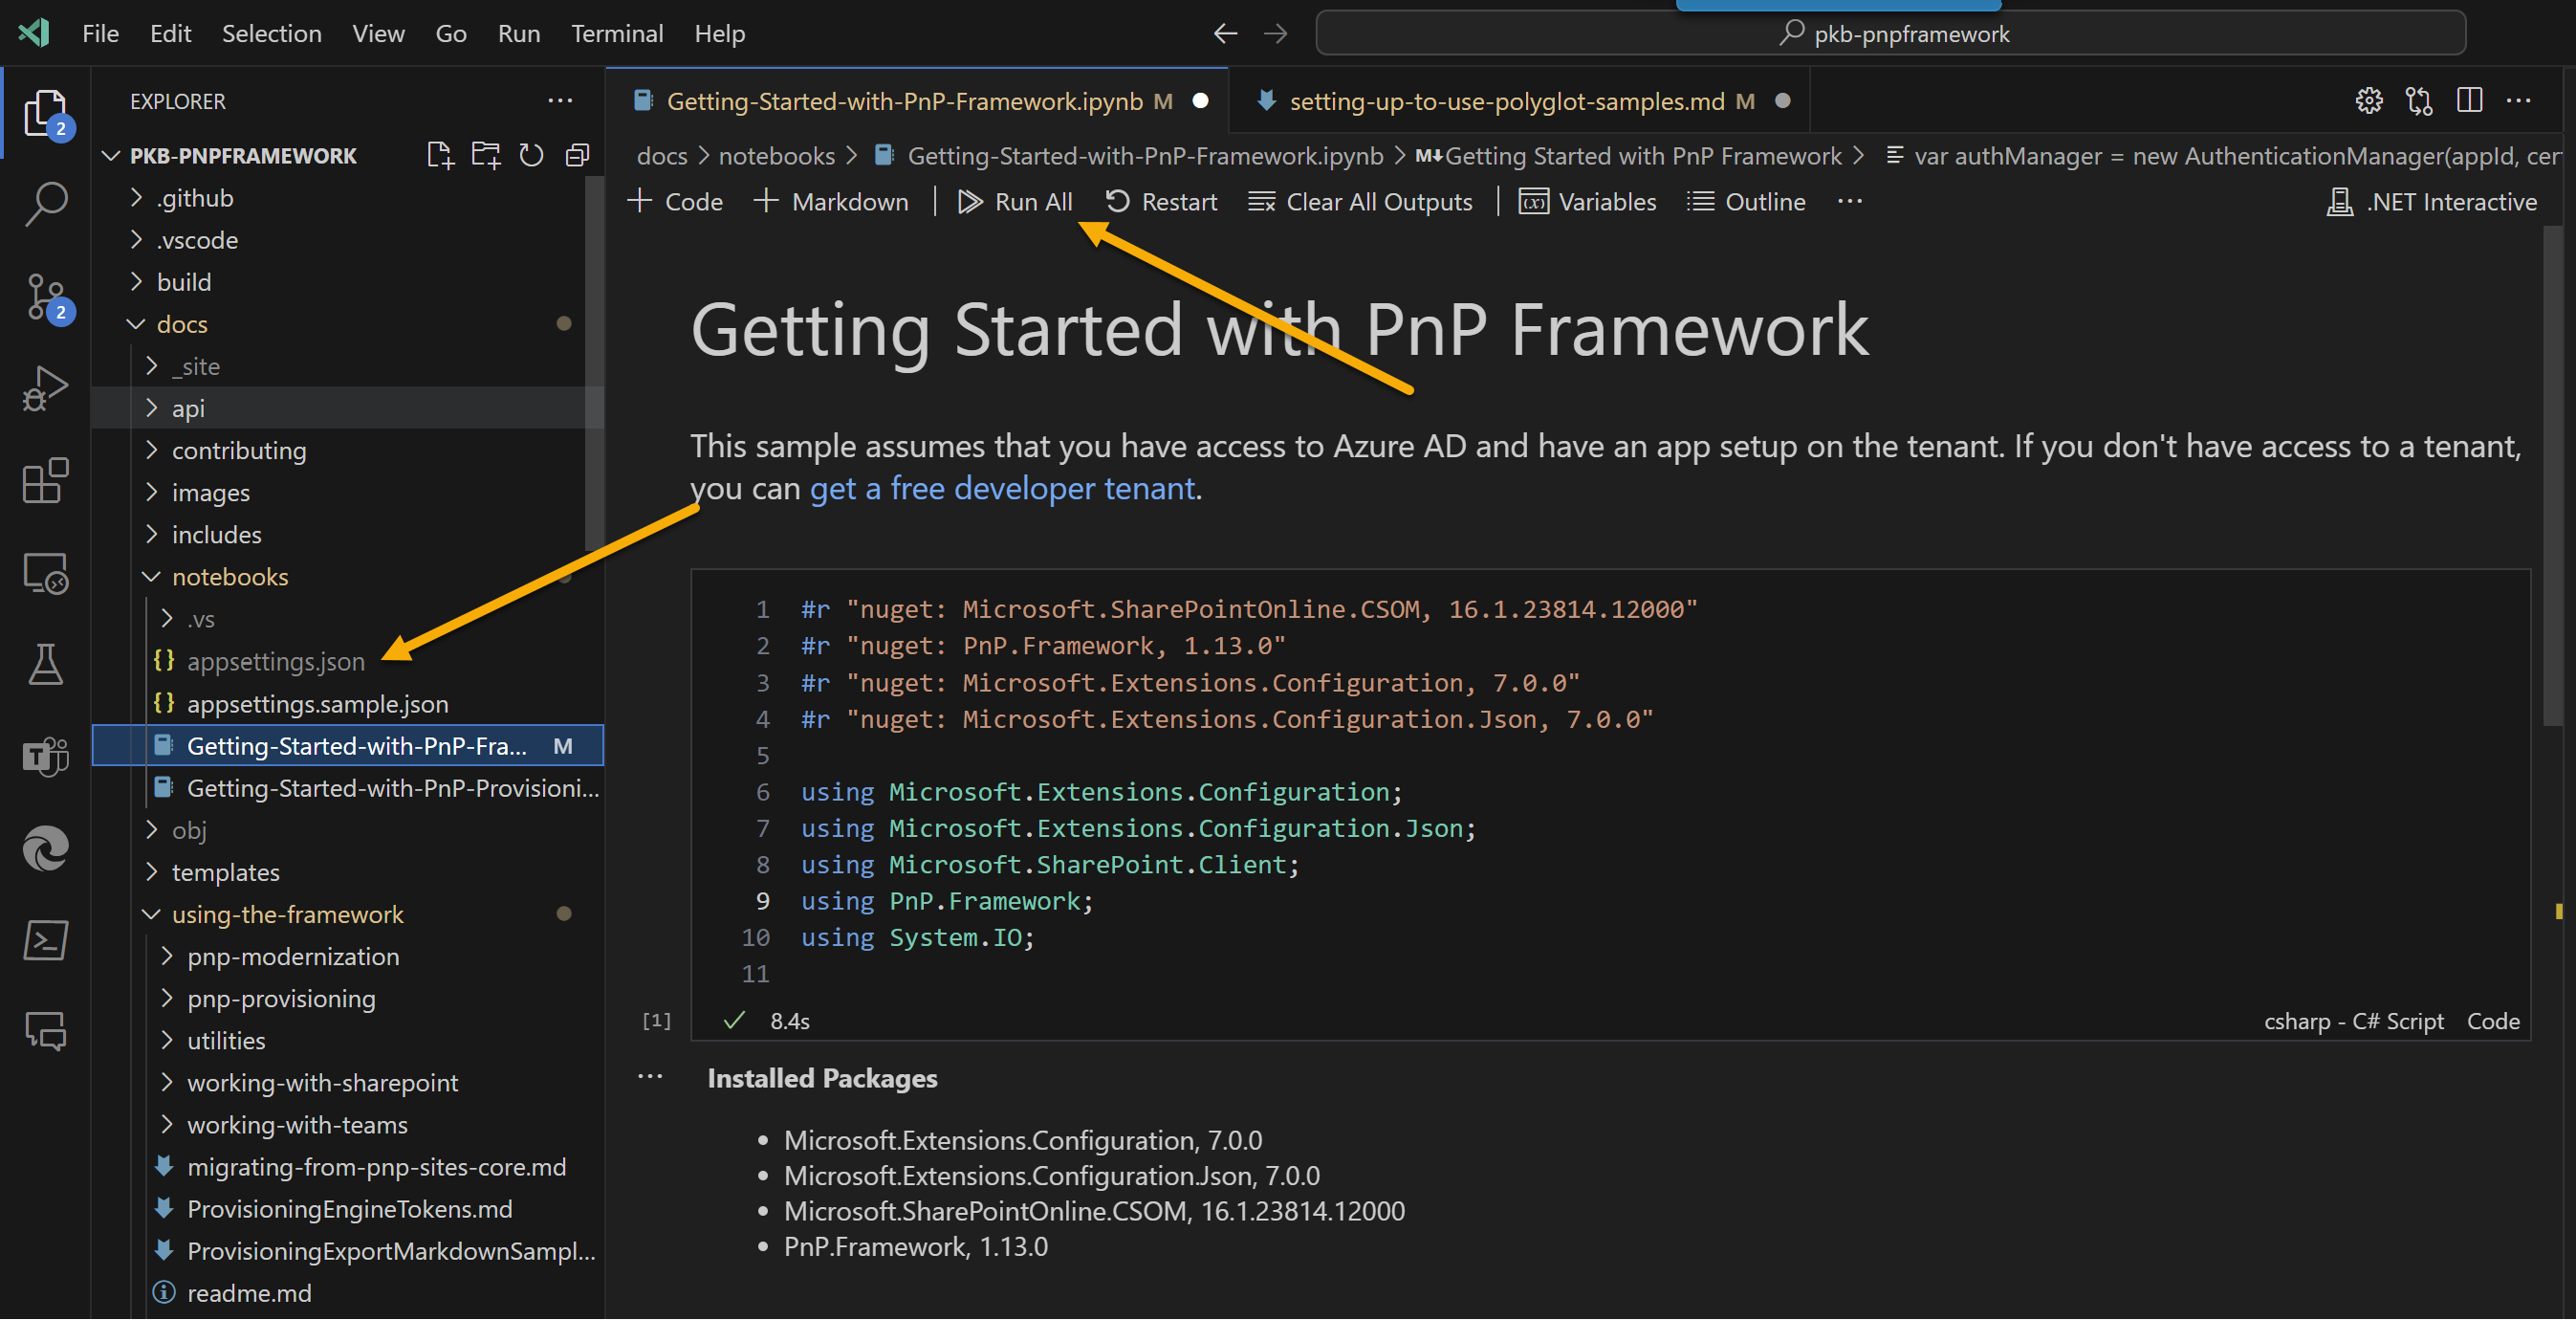 File Edit Selection View Go Run Terminal Help
pkb-pnpframework
2
2
EXPLORER
PKB-PNPFRAMEWORK
.github
.vscode
build
docs
_site
api
contributing
images
includes
notebooks
.vs
appsettings.json
appsettings.sample.json
Getting-Started-with-PnP-Fra... M
Getting-Started-with-PnP-Provisioni...
obj
templates
using-the-framework
pnp-modernization
pnp-provisioning
utilities
working-with-sharepoint
working-with-teams
migrating-from-pnp-sites-core.md
ProvisioningEngineTokens.md
ProvisioningExportMarkdownSampl...
readme.md
Getting-Started-with-PnP-Framework.ipynb M
setting-up-to-use-polyglot-samples.md M
docs > notebooks > Getting-Started-with-PnP-Framework.ipynb > M↓Getting Started with PnP Framework > var authManager = new AuthenticationManager(appId, cer
+ Code + Markdown | Run All Restart Clear All Outputs | Variables Outline ... .NET Interactive
Getting Started with PnP Framework
This sample assumes that you have access to Azure AD and have an app setup on the tenant. If you don't have access to a tenant,
you can get a free developer tenant.
1 #r "nuget: Microsoft.SharePointOnline.CSOM, 16.1.23814.12000"
2 #r "nuget: PnP.Framework, 1.13.0"
3 #r "nuget: Microsoft.Extensions.Configuration, 7.0.0"
4 #r "nuget: Microsoft.Extensions.Configuration.Json, 7.0.0"
5
6 using Microsoft.Extensions.Configuration;
7 using Microsoft.Extensions.Configuration.Json;
8 using Microsoft.SharePoint.Client;
9 using PnP.Framework;
10 using System.IO;
11
[1] ✓ 8.4s csharp - C# Script Code
... Installed Packages
• Microsoft.Extensions.Configuration, 7.0.0
• Microsoft.Extensions.Configuration.Json, 7.0.0
• Microsoft.SharePointOnline.CSOM, 16.1.23814.12000
• PnP.Framework, 1.13.0